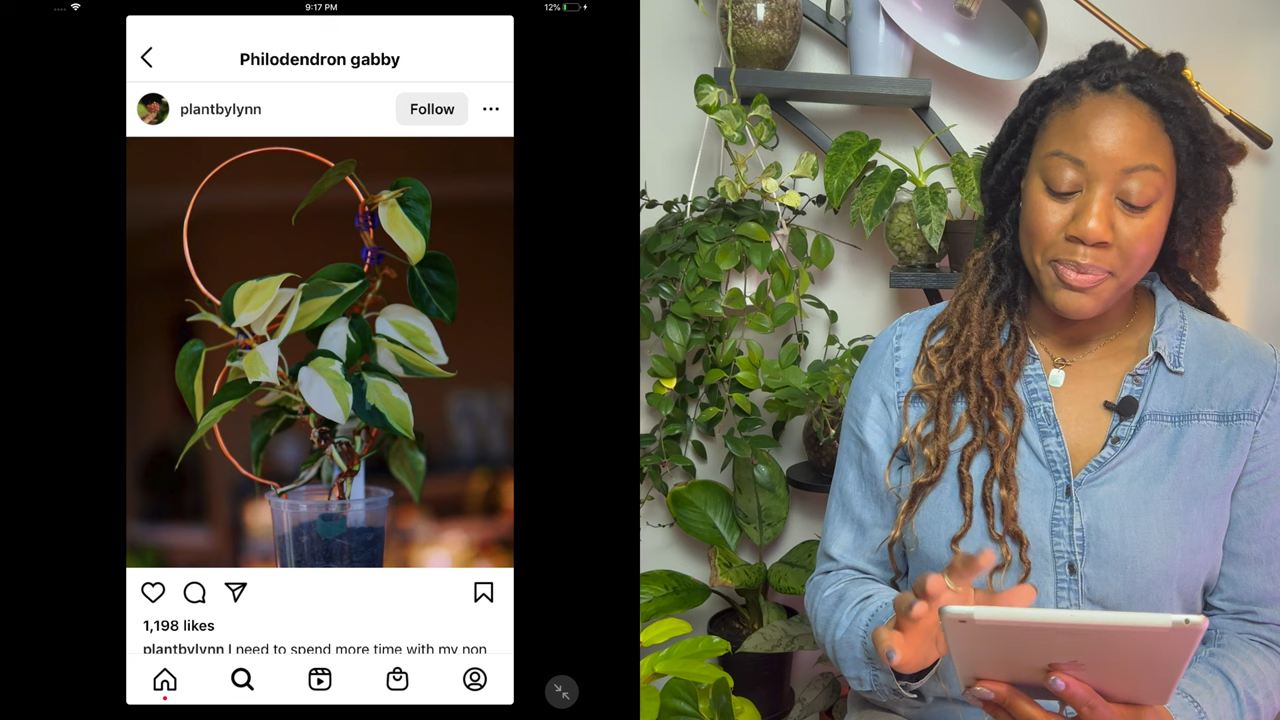 9:17 PM
12%
Philodendron gabby
plantbylynn
Follow
1,198 likes
plantbylynn I need to spend more time with my non